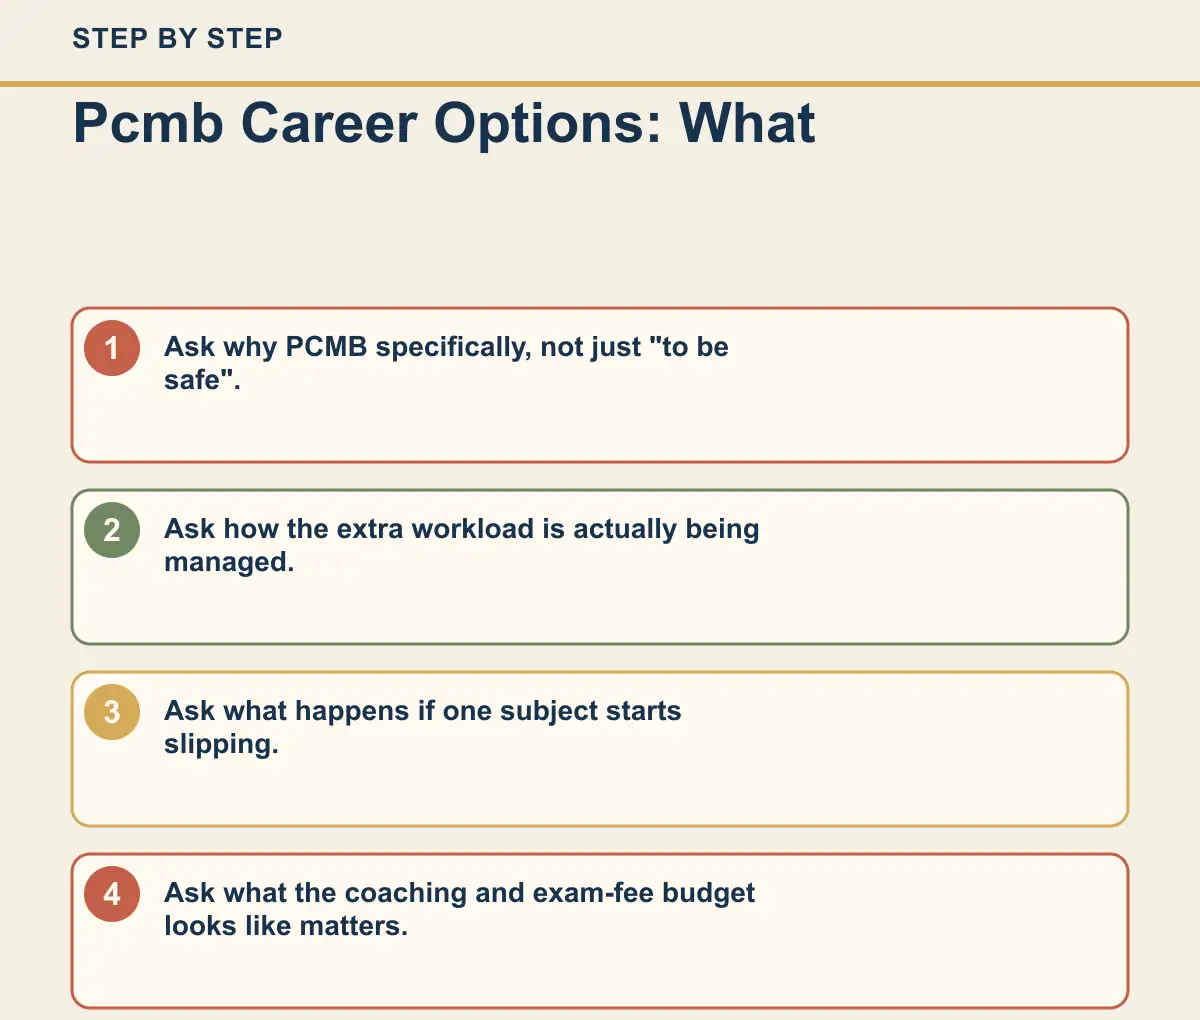 STEP BY STEP
Pcmb Career Options: What
1
Ask why PCMB specifically, not just "to be
safe".
2
Ask how the extra workload is actually being
managed.
3
Ask what happens if one subject starts
slipping.
4
Ask what the coaching and exam-fee budget
looks like matters.